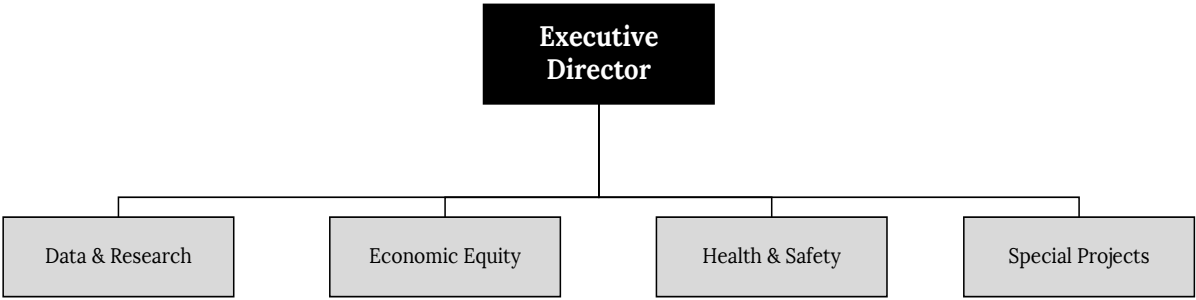 Executive
Director
Data & Research
Economic Equity
Health & Safety
Special Projects